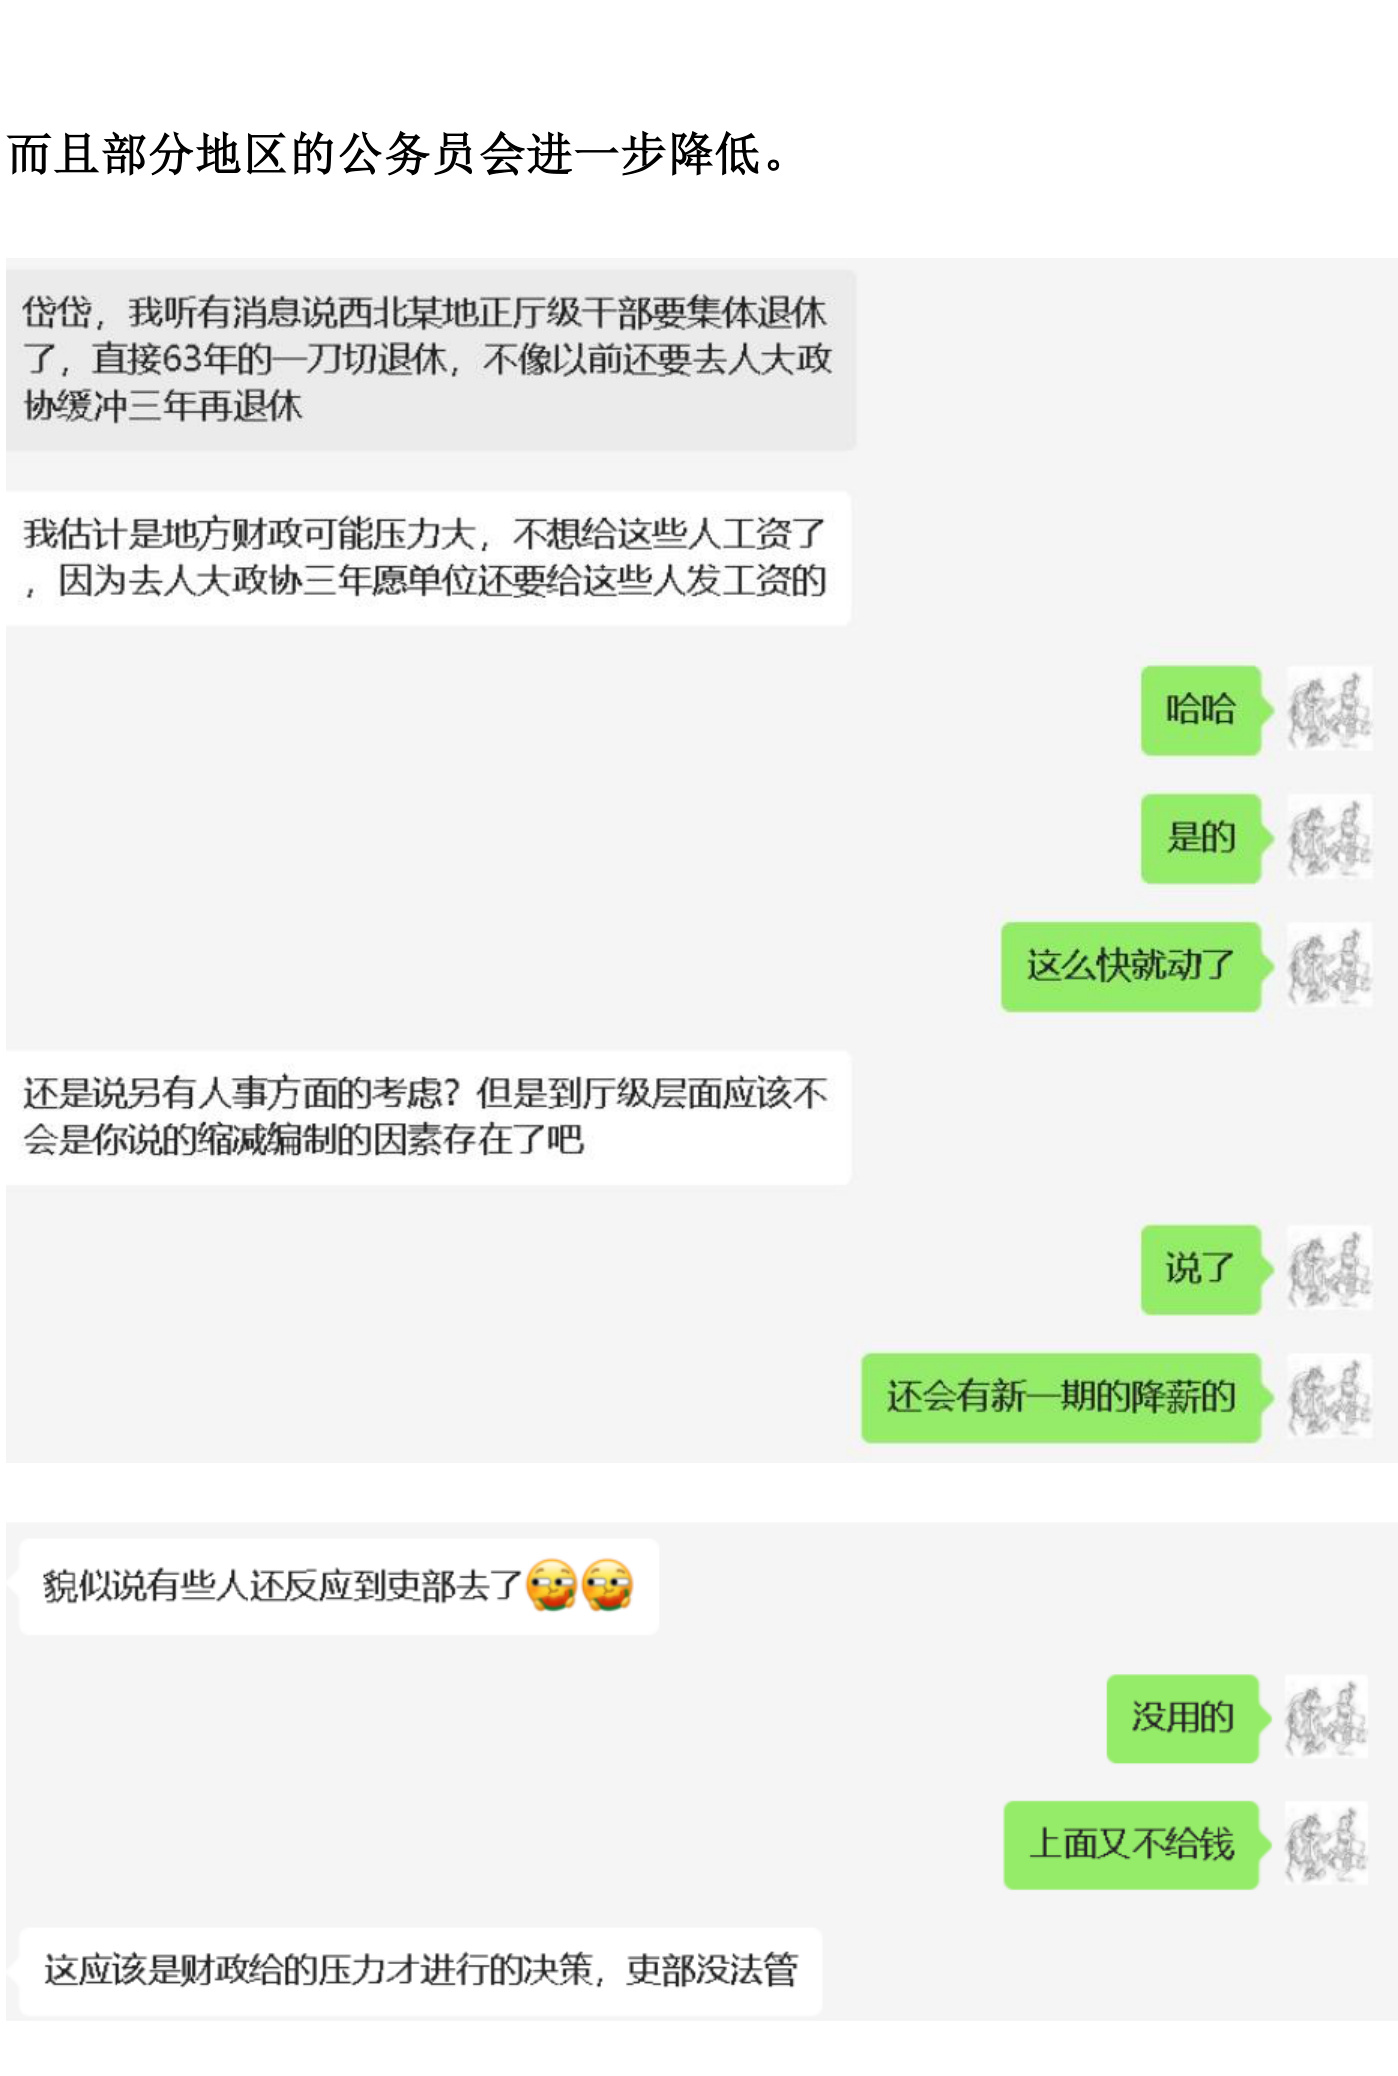 而且部分地区的公务员会进一步降低。
岱岱，我听有消息说西北某地正厅级干部要集体退休
了，直接63年的一刀切退休，不像以前还要去人大政
协缓冲三年再退休
我估计是地方财政可能压力大，不想给这些人工资了
，因为去人大政协三年愿单位还要给这些人发工资的
哈哈
是的
这么快就动了
还是说另有人事方面的考虑？但是到厅级层面应该不
会是你说的缩减编制的因素存在了吧
说了
还会有新一期的降薪的
貌似说有些人还反应到吏部去了
没用的
上面又不给钱
这应该是财政给的压力才进行的决策，吏部没法管